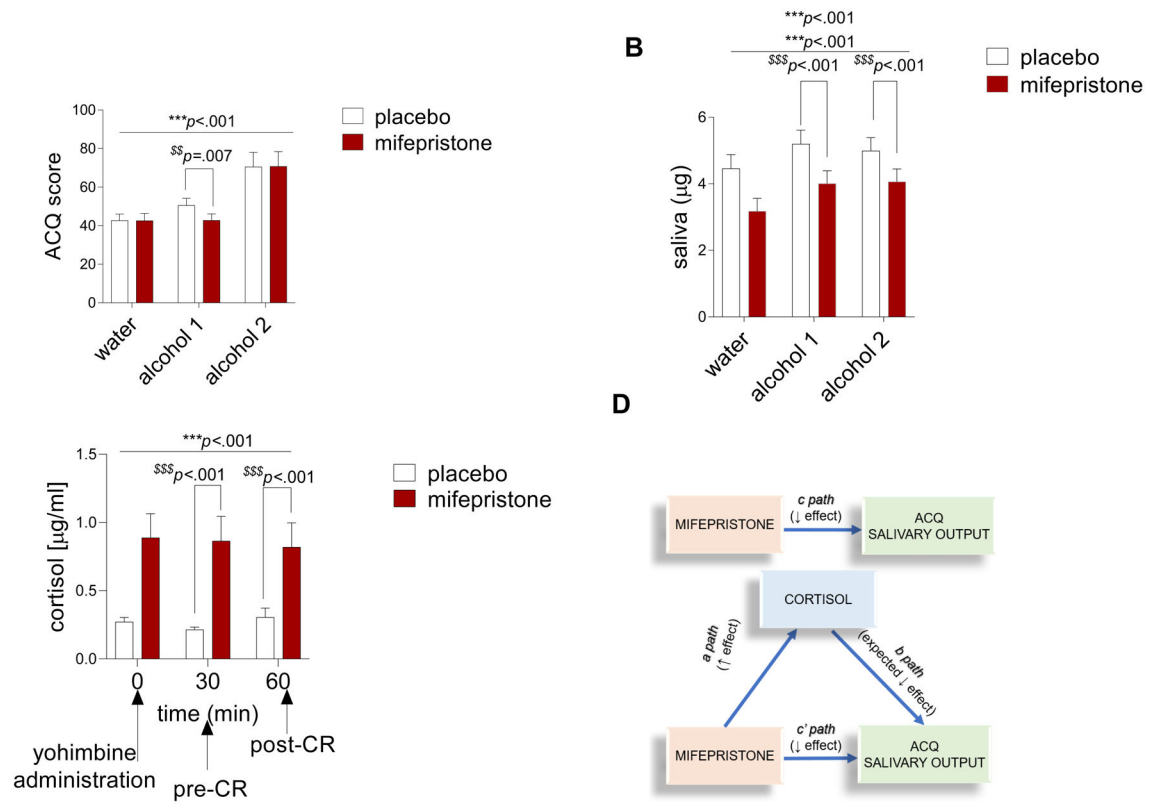 ***p<.001
$$p=.007
placebo
mifepristone
ACQ score
100
80
60
40
20
0
water
alcohol 1
alcohol 2
B
***p<.001
***p<.001
$$$p<.001
$$$p<.001
placebo
mifepristone
saliva (µg)
6
4
2
0
water
alcohol 1
alcohol 2
***p<.001
$$$p<.001
$$$p<.001
placebo
mifepristone
cortisol [µg/ml]
1.5
1.0
0.5
0.0
0
30
60
time (min)
yohimbine
administration
pre-CR
post-CR
D
MIFEPRISTONE
c path
(↓ effect)
ACQ
SALIVARY OUTPUT
CORTISOL
a path
(↑ effect)
b path
(expected ↓ effect)
MIFEPRISTONE
c' path
(↓ effect)
ACQ
SALIVARY OUTPUT